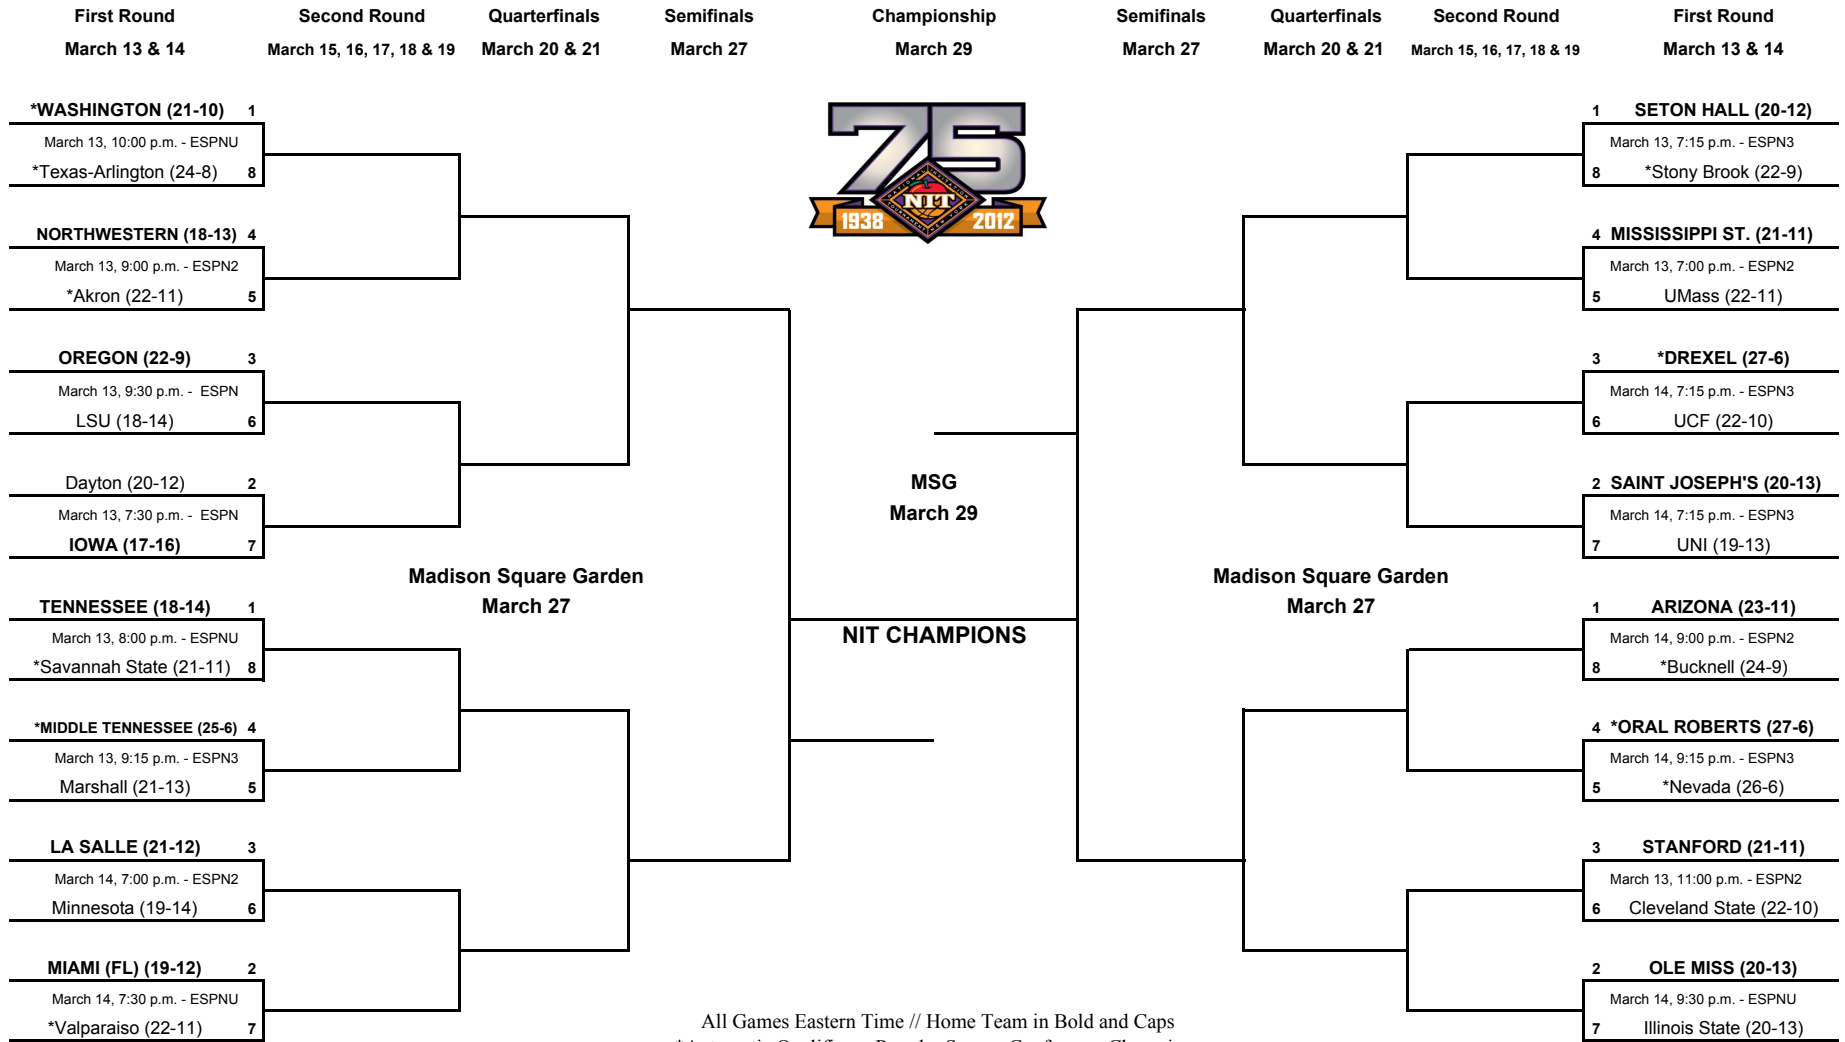 First Round Second Round Quarterfinals Semifinals Championship Semifinals Quarterfinals Second Round First Round
March 13 & 14 March 15, 16, 17, 18 & 19 March 20 & 21 March 27 March 29 March 27 March 20 & 21 March 15, 16, 17, 18 & 19 March 13 & 14
*WASHINGTON (21-10) 1
March 13, 10:00 p.m. - ESPNU
*Texas-Arlington (24-8) 8
NORTHWESTERN (18-13) 4
March 13, 9:00 p.m. - ESPN2
*Akron (22-11) 5
OREGON (22-9) 3
March 13, 9:30 p.m. -  ESPN
LSU (18-14) 6
Dayton (20-12) 2
March 13, 7:30 p.m. -  ESPN
IOWA (17-16) 7
TENNESSEE (18-14) 1
March 13, 8:00 p.m. - ESPNU
*Savannah State (21-11) 8
*MIDDLE TENNESSEE (25-6) 4
March 13, 9:15 p.m. - ESPN3
Marshall (21-13) 5
LA SALLE (21-12) 3
March 14, 7:00 p.m. - ESPN2
Minnesota (19-14) 6
MIAMI (FL) (19-12) 2
March 14, 7:30 p.m. - ESPNU
*Valparaiso (22-11) 7
Madison Square Garden
March 27
75
NATIONAL INVITATION
NIT
TOURNAMENT NEW YORK
1938 2012
MSG
March 29
NIT CHAMPIONS
Madison Square Garden
March 27
1 SETON HALL (20-12)
March 13, 7:15 p.m. - ESPN3
8 *Stony Brook (22-9)
4 MISSISSIPPI ST. (21-11)
March 13, 7:00 p.m. - ESPN2
5 UMass (22-11)
3 *DREXEL (27-6)
March 14, 7:15 p.m. - ESPN3
6 UCF (22-10)
2 SAINT JOSEPH'S (20-13)
March 14, 7:15 p.m. - ESPN3
7 UNI (19-13)
1 ARIZONA (23-11)
March 14, 9:00 p.m. - ESPN2
8 *Bucknell (24-9)
4 *ORAL ROBERTS (27-6)
March 14, 9:15 p.m. - ESPN3
5 *Nevada (26-6)
3 STANFORD (21-11)
March 13, 11:00 p.m. - ESPN2
6 Cleveland State (22-10)
2 OLE MISS (20-13)
March 14, 9:30 p.m. - ESPNU
7 Illinois State (20-13)
All Games Eastern Time // Home Team in Bold and Caps